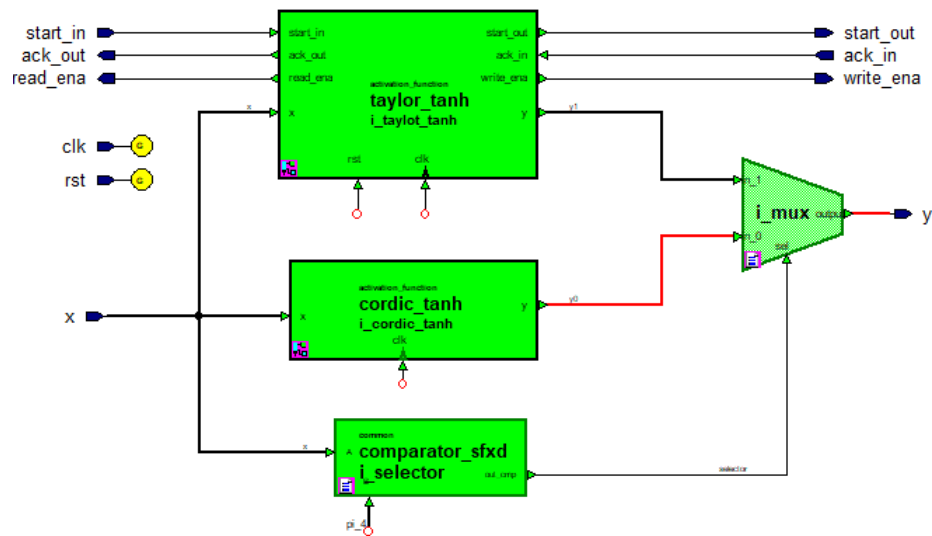 start_in
ack_out
read_ena
start_in
ack_out
read_ena
start_out
ack_in
write_ena
activation_function
taylor_tanh
i_taylot_tanh
x
x
y
rst
clk
y1
start_out
ack_in
write_ena
clk
G
rst
G
in_1
i_mux
output
in_0
sel
y
activation_function
cordic_tanh
i_cordic_tanh
x
y
clk
y0
x
common
comparator_sfxd
i_selector
x
A
out_cmp
selector
pi_4